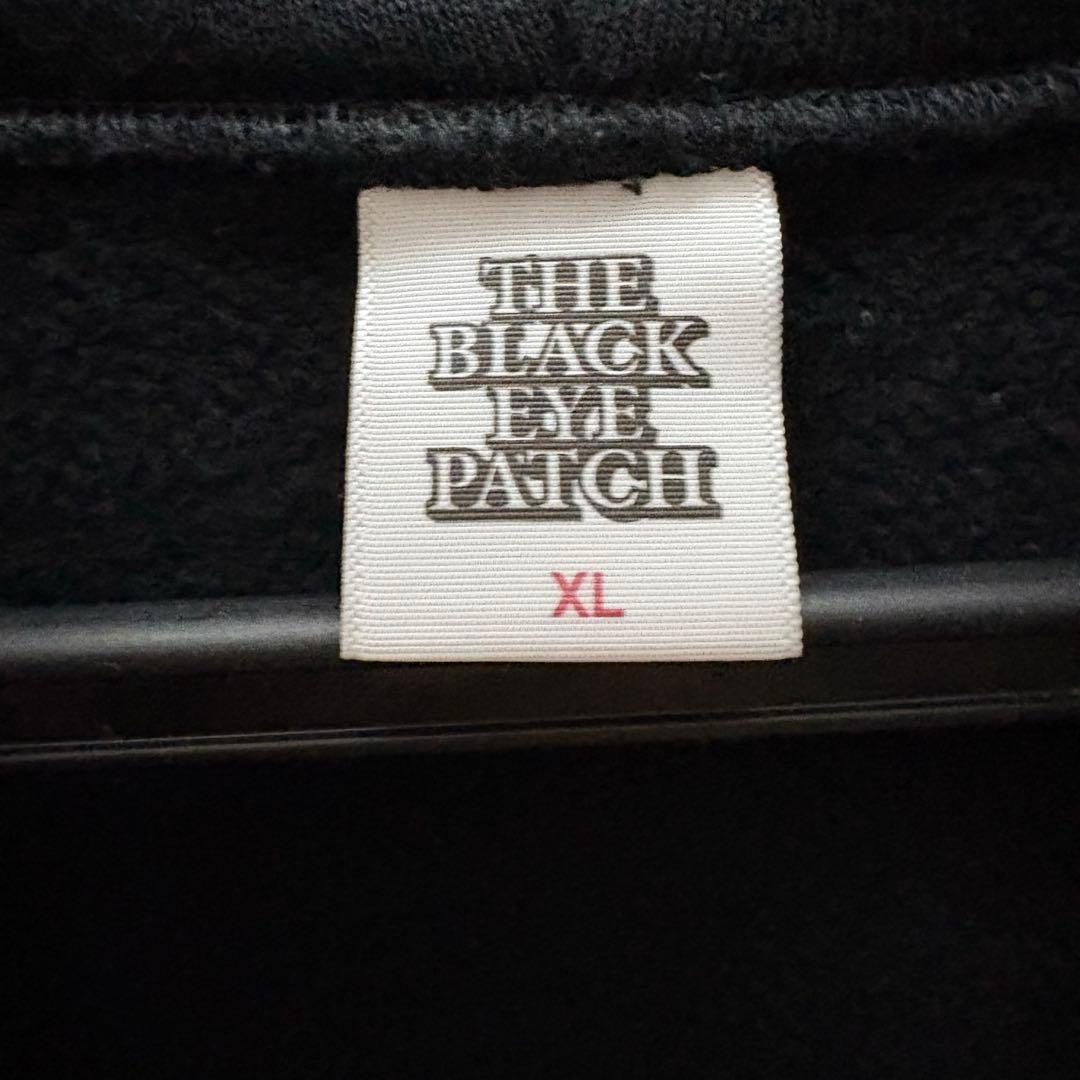 THE
BLACK
EYE
PATCH
XL